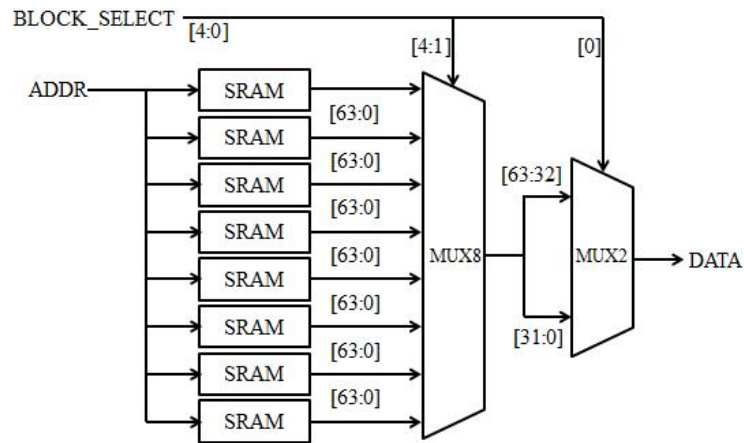 BLOCK_SELECT
[4:0]
[4:1]
[0]
ADDR
SRAM
[63:0]
SRAM
[63:0]
SRAM
[63:0]
SRAM
[63:0]
SRAM
[63:0]
SRAM
[63:0]
SRAM
[63:0]
SRAM
MUX8
[63:32]
[31:0]
MUX2
DATA